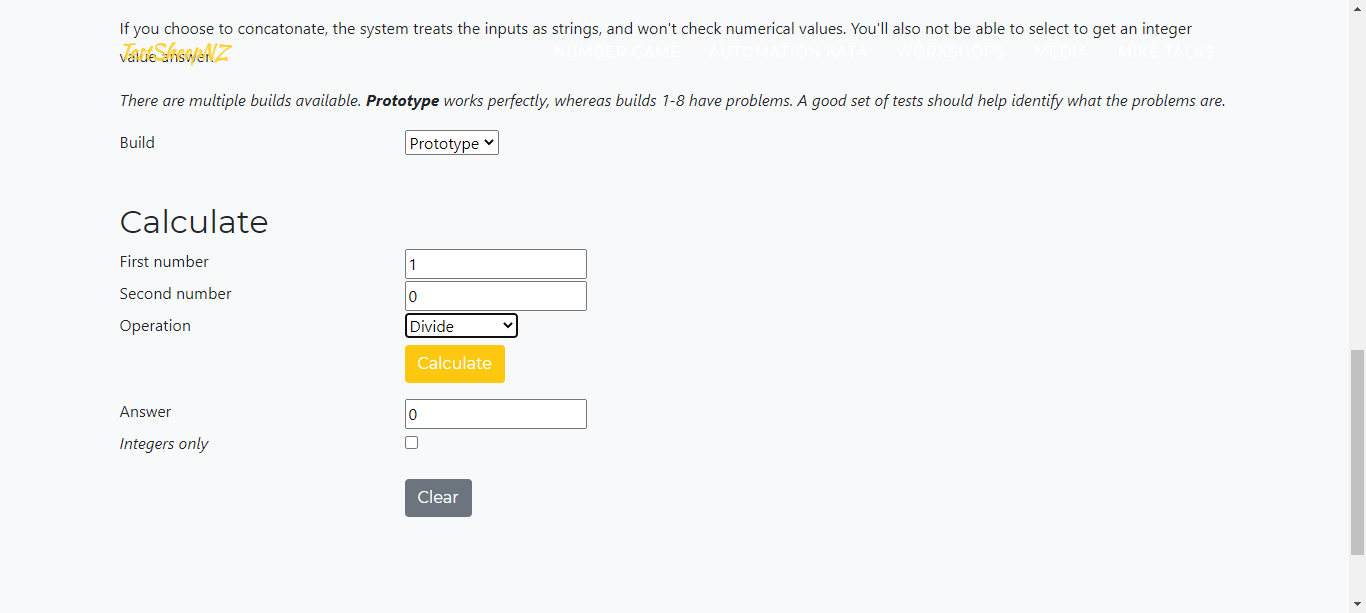 If you choose to concatonate, the system treats the inputs as strings, and won't check numerical values. You'll also not be able to select to get an integer
TestSheepNZ NUMBER GAME AUTOMATION MEDIA MIKE TALKS
value answer.
There are multiple builds available. Prototype works perfectly, whereas builds 1-8 have problems. A good set of tests should help identify what the problems are.
Build Prototype
Calculate
First number 1
Second number 0
Operation Divide
Calculate
Answer 0
Integers only
Clear